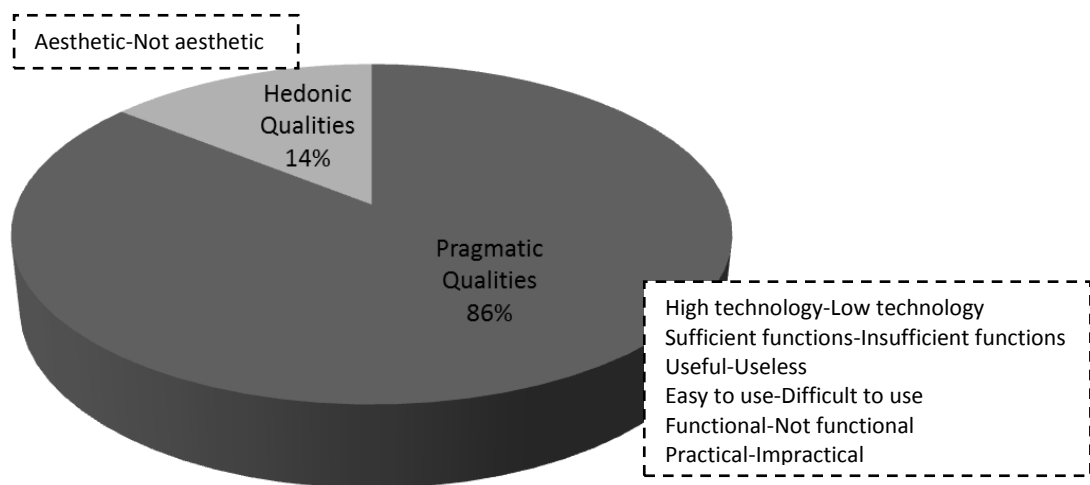 Aesthetic-Not aesthetic
Hedonic
Qualities
14%
Pragmatic
Qualities
86%
High technology-Low technology
Sufficient functions-Insufficient functions
Useful-Useless
Easy to use-Difficult to use
Functional-Not functional
Practical-Impractical